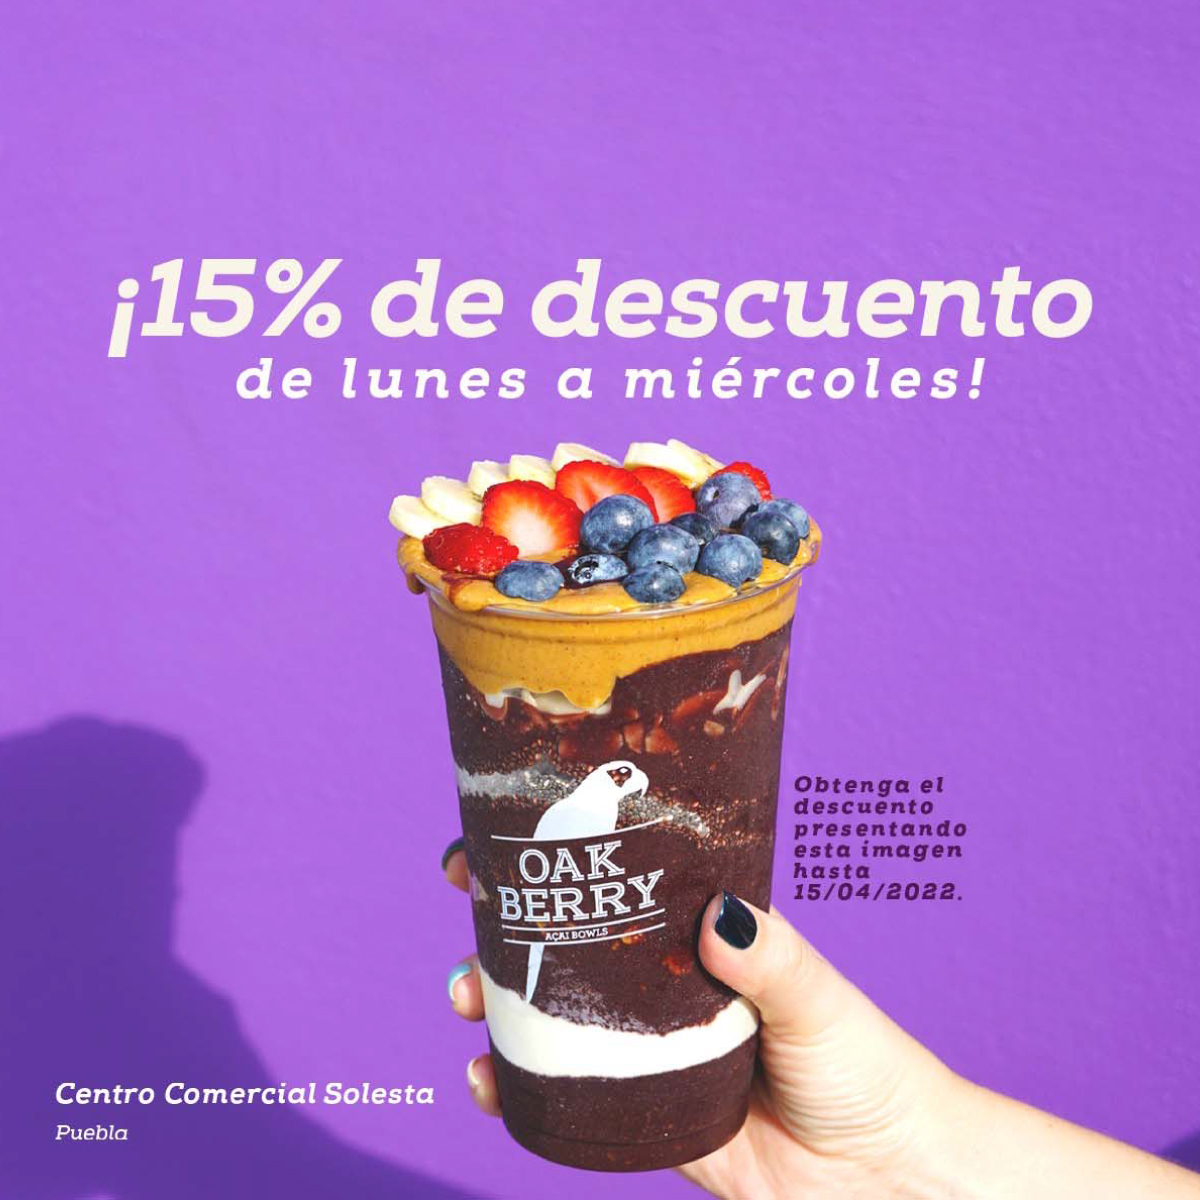 ¡15% de descuento
de lunes a miércoles!
OAK
BERRY
AÇAI BOWLS
Obtenga el
descuento
presentando
esta imagen
hasta
15/04/2022.
Centro Comercial Solesta
Puebla